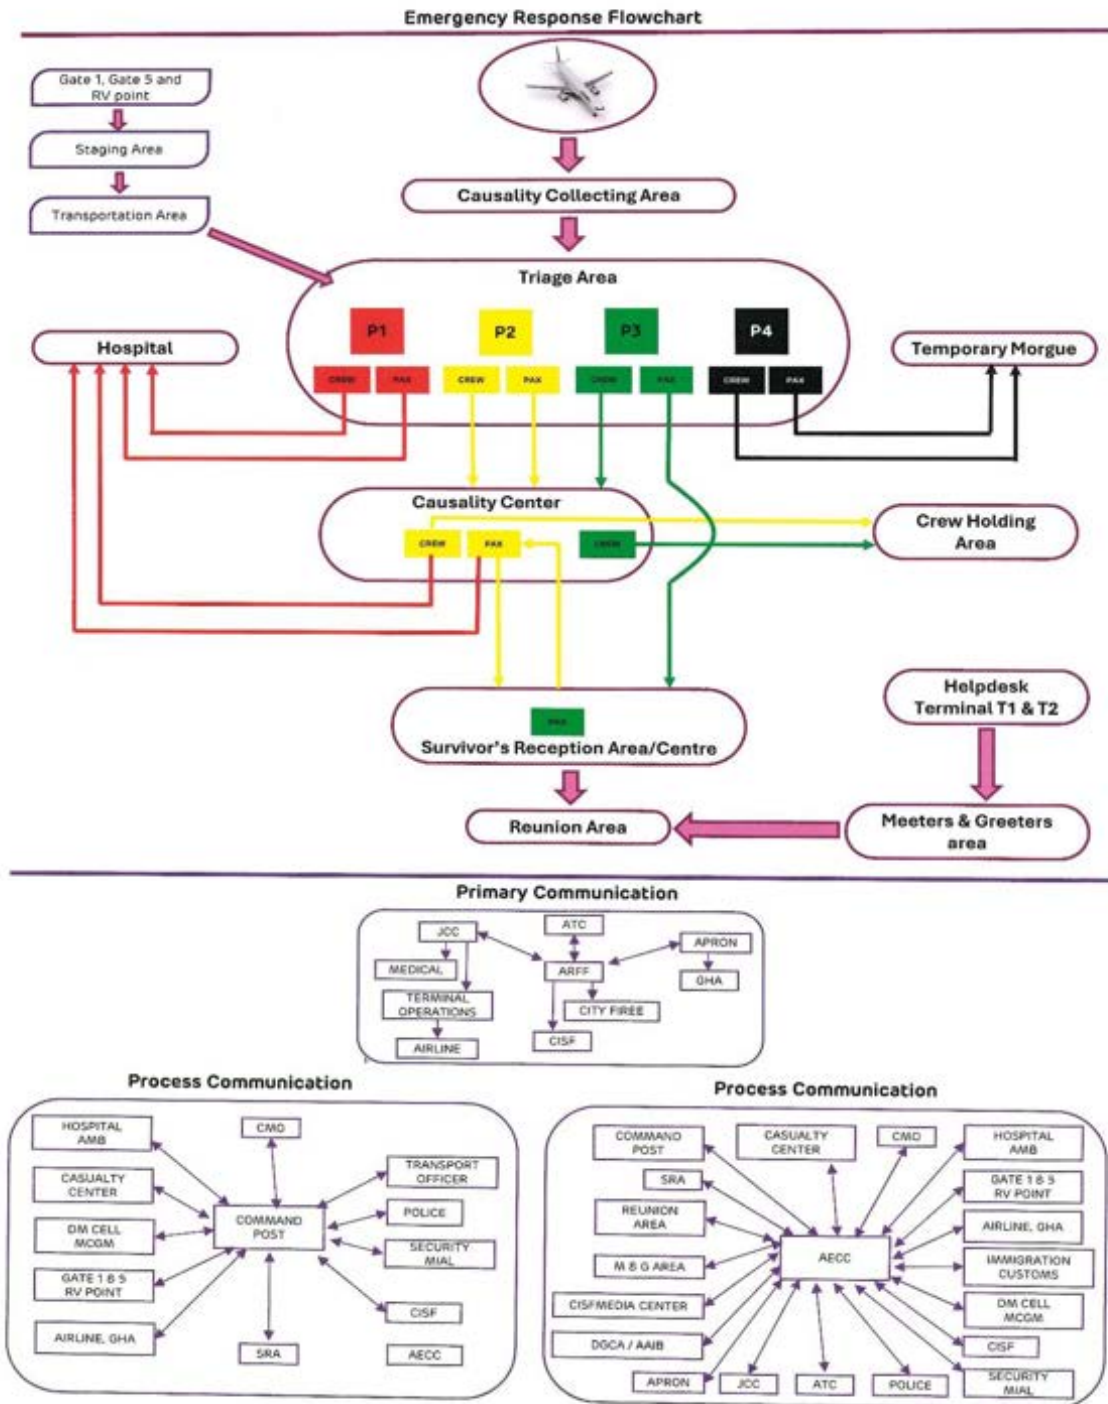 Emergency Response Flowchart
Gate 1, Gate 5 and
RV point
Staging Area
Transportation Area
Causality Collecting Area
Triage Area
P1
P2
P3
P4
CREW
PAX
CREW
PAX
CREW
PAX
CREW
PAX
Hospital
Temporary Morgue
Causality Center
CREW
PAX
CREW
Crew Holding
Area
PAX
Survivor's Reception Area/Centre
Helpdesk
Terminal T1 & T2
Reunion Area
Meeters & Greeters
area
Primary Communication
JCC
ATC
APRON
MEDICAL
ARFF
GHA
TERMINAL
OPERATIONS
CITY FIREE
AIRLINE
CISF
Process Communication
HOSPITAL
AMB
CMO
CASUALTY
CENTER
TRANSPORT
OFFICER
COMMAND
POST
POLICE
DM CELL
MCGM
SECURITY
MIAL
GATE 1 & 5
RV POINT
CISF
AIRLINE, GHA
SRA
AECC
Process Communication
COMMAND
POST
CASUALTY
CENTER
CMO
HOSPITAL
AMB
SRA
GATE 1 & 5
RV POINT
REUNION
AREA
AIRLINE, GHA
AECC
M & G AREA
IMMIGRATION
CUSTOMS
CISFMEDIA CENTER
DM CELL
MCGM
DGCA / AAIB
CISF
APRON
JCC
ATC
POLICE
SECURITY
MIAL